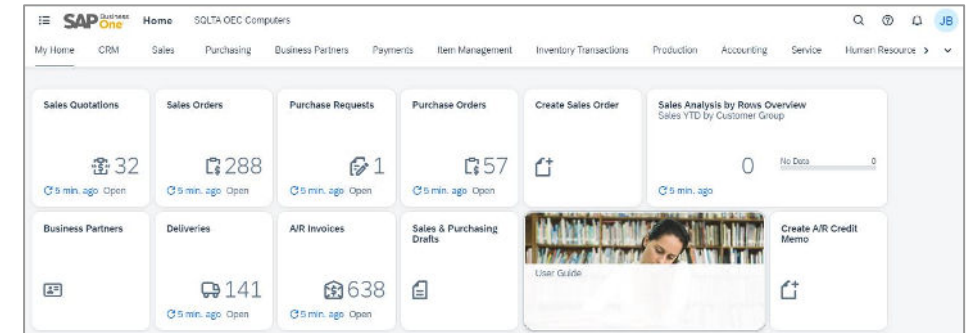 SAP Business One Home SQLTA OEC Computers JB
My Home CRM Sales Purchasing Business Partners Payments Item Management Inventory Transactions Production Accounting Service Human Resource
Sales Quotations
32
5 min. ago Open
Sales Orders
288
5 min. ago Open
Purchase Requests
1
5 min. ago Open
Purchase Orders
57
5 min. ago Open
Create Sales Order
Sales Analysis by Rows Overview
Sales YTD by Customer Group
0 No Data 0
5 min. ago
Business Partners
Deliveries
141
5 min. ago Open
A/R Invoices
638
5 min. ago Open
Sales & Purchasing
Drafts
User Guide
Create A/R Credit
Memo